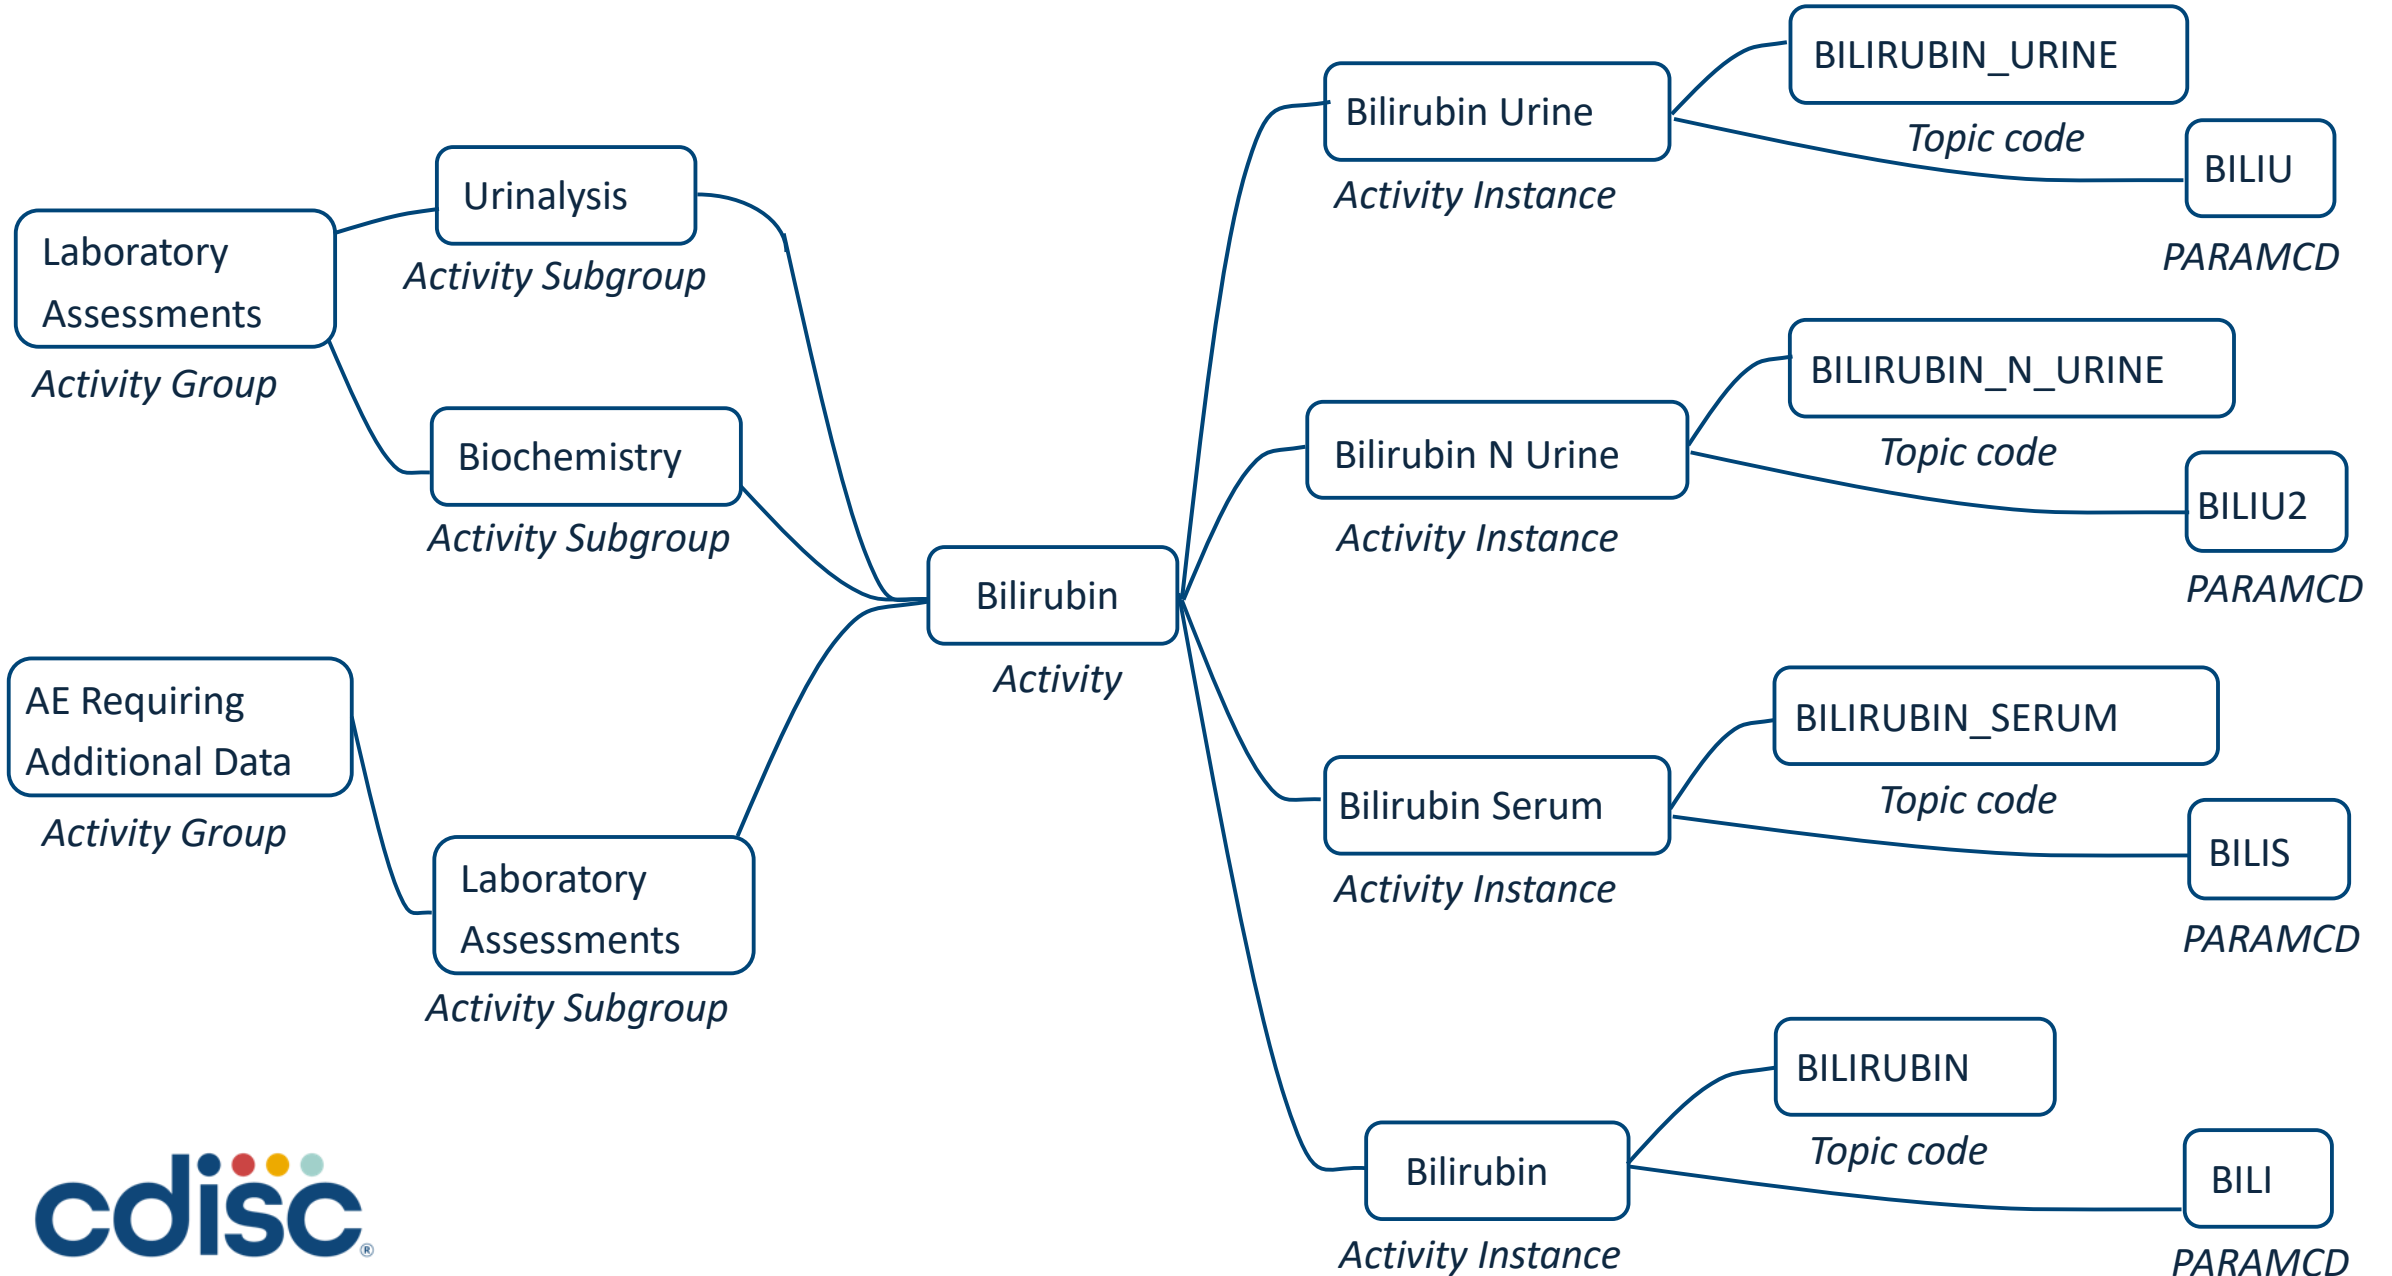 Laboratory
Assessments
Activity Group
Urinalysis
Activity Subgroup
Biochemistry
Activity Subgroup
AE Requiring
Additional Data
Activity Group
Laboratory
Assessments
Activity Subgroup
Bilirubin
Activity
Bilirubin Urine
Activity Instance
BILIRUBIN_URINE
Topic code
BILIU
PARAMCD
Bilirubin N Urine
Activity Instance
BILIRUBIN_N_URINE
Topic code
BILIU2
PARAMCD
Bilirubin Serum
Activity Instance
BILIRUBIN_SERUM
Topic code
BILIS
PARAMCD
Bilirubin
Activity Instance
BILIRUBIN
Topic code
BILI
PARAMCD
cdisc®